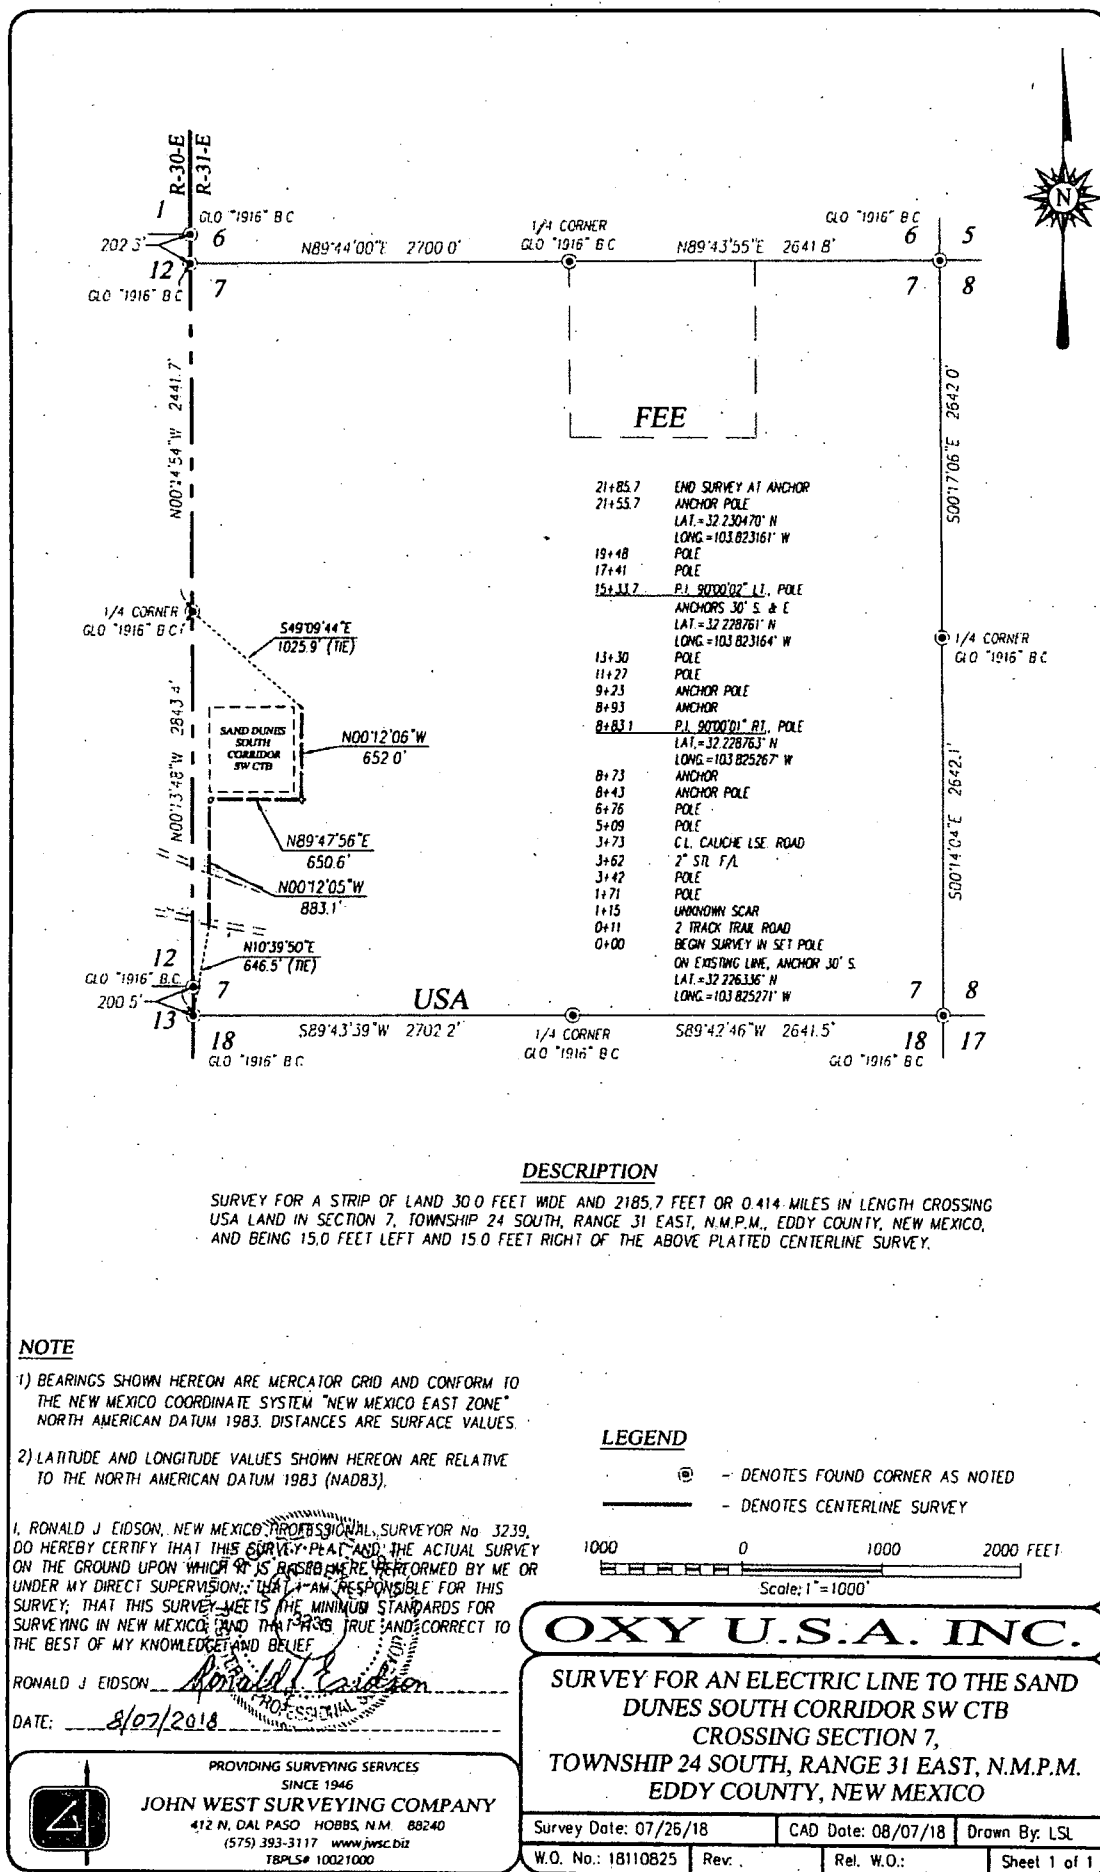 R-30-E
R-31-E
N
1
GLO "1916" B C
6
202 3'
12
7
GLO "1916" B C
N89°44'00"E 2700 0'
1/4 CORNER
GLO "1916" B C
N89°43'55"E 2641 8'
GLO "1916" B C
6 5
7 8
N00°14'54"W 2441.7'
FEE
S00°17'06"E 2642 0'
21+85.7 END SURVEY AT ANCHOR
21+55.7 ANCHOR POLE
LAT.=32 230470° N
LONG =103.823161° W
19+48 POLE
17+41 POLE
15+33.7 P.I. 90°00'02" LT., POLE
ANCHORS 30' S. & E
LAT.=32 228761° N
LONG.=103 823164° W
13+30 POLE
11+27 POLE
9+23 ANCHOR POLE
8+93 ANCHOR
8+83 1 P.I. 90°00'01" RT., POLE
LAT.=32.228763° N
LONG.=103 825267° W
8+73 ANCHOR
8+43 ANCHOR POLE
6+76 POLE
5+09 POLE
3+73 C L. CALICHE LSE. ROAD
3+62 2" STL F/L
3+42 POLE
1+71 POLE
1+15 UNKNOWN SCAR
0+11 2 TRACK TRAIL ROAD
0+00 BEGIN SURVEY IN SET POLE
ON EXISTING LINE, ANCHOR 30' S.
LAT.=32 226336° N
LONG.=103 825271° W
1/4 CORNER
GLO "1916" B C
S49°09'44"E
1025.9' (TIE)
1/4 CORNER
GLO "1916" B C
N00°13'48"W 2843 4'
SAND DUNES
SOUTH
CORRIDOR
SW CTB
N00°12'06"W
652 0'
N89°47'56"E
650.6'
N00°12'05"W
883.1'
S00°14'04"E 2642.1'
N10°39'50"E
646.5' (TIE)
12
GLO "1916" B.C.
7
200 5'
13
18
GLO "1916" B C
USA
S89°43'39"W 2702 2'
1/4 CORNER
GLO "1916" B C
S89°42'46"W 2641.5'
7 8
18 17
GLO "1916" B C
DESCRIPTION
SURVEY FOR A STRIP OF LAND 30 0 FEET WIDE AND 2185.7 FEET OR 0.414 MILES IN LENGTH CROSSING
USA LAND IN SECTION 7, TOWNSHIP 24 SOUTH, RANGE 31 EAST, N.M.P.M., EDDY COUNTY, NEW MEXICO,
AND BEING 15.0 FEET LEFT AND 15 0 FEET RIGHT OF THE ABOVE PLATTED CENTERLINE SURVEY.
NOTE
1) BEARINGS SHOWN HEREON ARE MERCATOR GRID AND CONFORM TO
THE NEW MEXICO COORDINATE SYSTEM "NEW MEXICO EAST ZONE"
NORTH AMERICAN DATUM 1983. DISTANCES ARE SURFACE VALUES.
2) LATITUDE AND LONGITUDE VALUES SHOWN HEREON ARE RELATIVE
TO THE NORTH AMERICAN DATUM 1983 (NAD83).
I, RONALD J EIDSON, NEW MEXICO PROFESSIONAL SURVEYOR No 3239,
DO HEREBY CERTIFY THAT THIS SURVEY PLAT AND THE ACTUAL SURVEY
ON THE GROUND UPON WHICH IT IS BASED WERE PERFORMED BY ME OR
UNDER MY DIRECT SUPERVISION; THAT I AM RESPONSIBLE FOR THIS
SURVEY; THAT THIS SURVEY MEETS THE MINIMUM STANDARDS FOR
SURVEYING IN NEW MEXICO; AND THAT IT IS TRUE AND CORRECT TO
THE BEST OF MY KNOWLEDGE AND BELIEF
3239
PROFESSIONAL
RONALD J EIDSON Ronald J. Eidson
DATE: 8/07/2018
LEGEND
- DENOTES FOUND CORNER AS NOTED
- DENOTES CENTERLINE SURVEY
1000 0 1000 2000 FEET
Scale; 1"=1000'
OXY U.S.A. INC.
SURVEY FOR AN ELECTRIC LINE TO THE SAND
DUNES SOUTH CORRIDOR SW CTB
CROSSING SECTION 7,
TOWNSHIP 24 SOUTH, RANGE 31 EAST, N.M.P.M.
EDDY COUNTY, NEW MEXICO
PROVIDING SURVEYING SERVICES
SINCE 1946
JOHN WEST SURVEYING COMPANY
412 N. DAL PASO HOBBS, N.M. 88240
(575) 393-3117 www.jwsc.biz
TBPLS# 10021000
Survey Date: 07/26/18 CAD Date: 08/07/18 Drawn By: LSL
W.O. No.: 18110825 Rev: . Rel. W.O.: Sheet 1 of 1